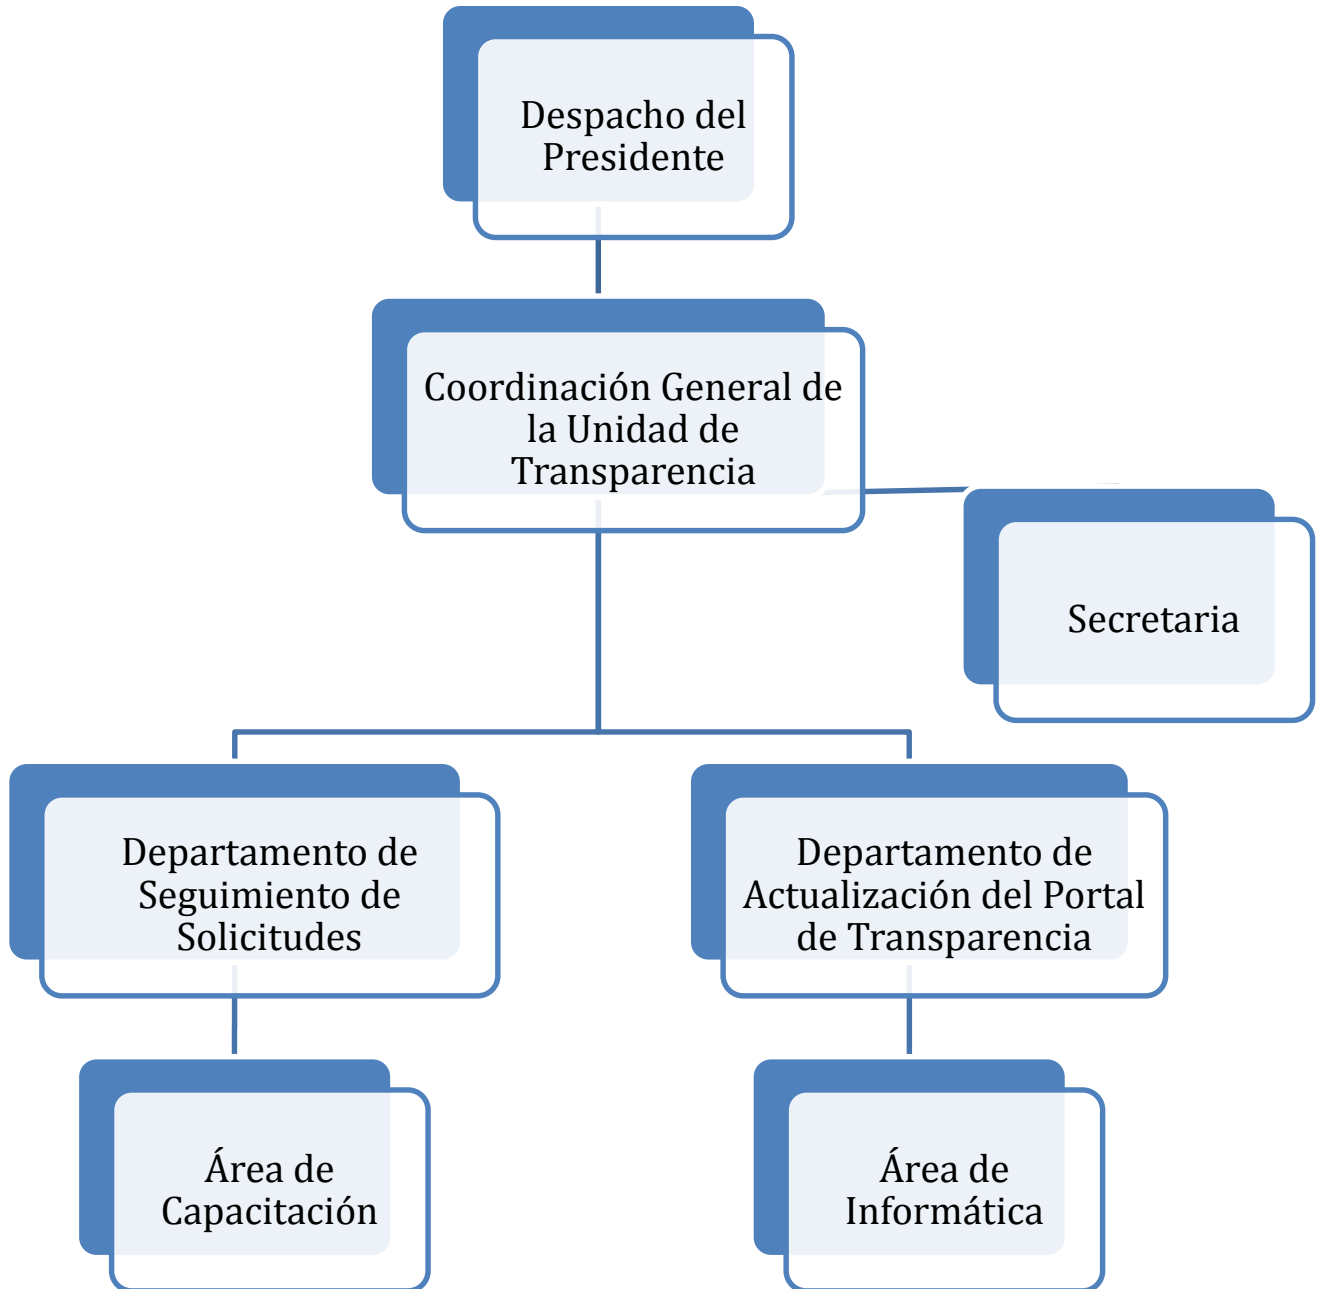 Despacho del
Presidente
Coordinación General de
la Unidad de
Transparencia
Secretaria
Departamento de
Seguimiento de
Solicitudes
Departamento de
Actualización del Portal
de Transparencia
Área de
Capacitación
Área de
Informática